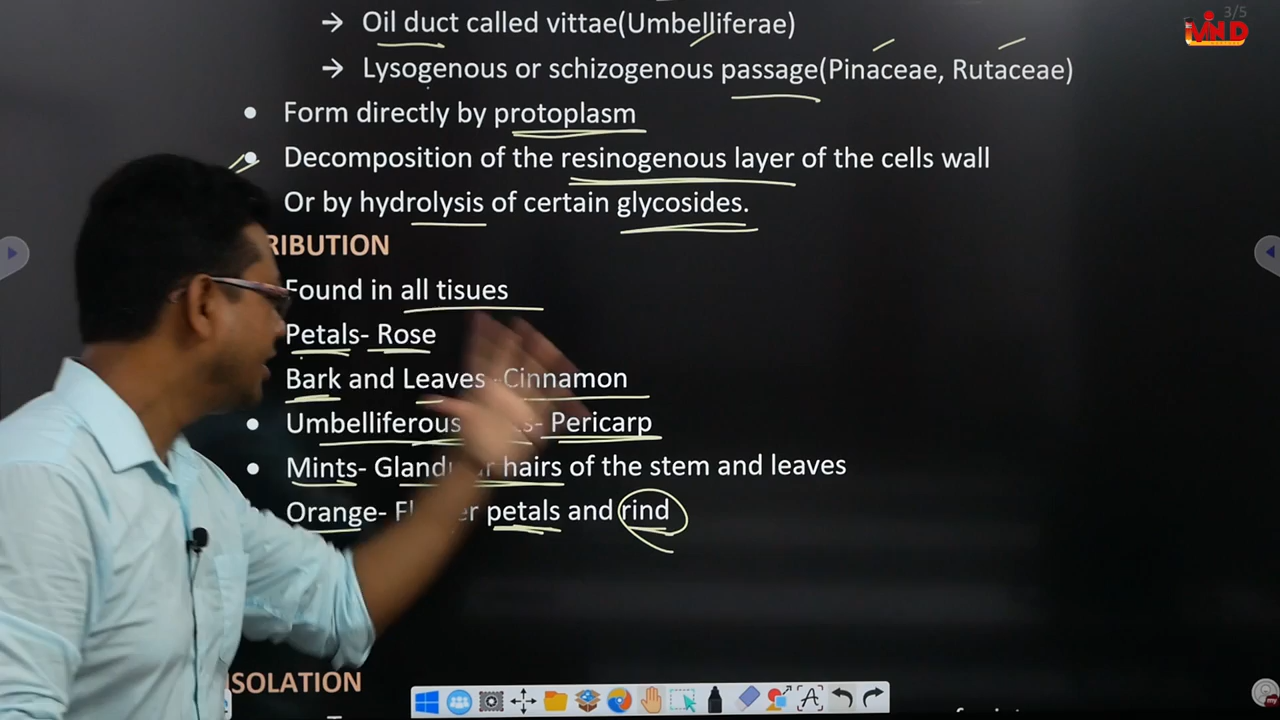 3/5
MIND
→ Oil duct called vittae(Umbelliferae)
→ Lysogenous or schizogenous passage(Pinaceae, Rutaceae)
• Form directly by protoplasm
• Decomposition of the resinogenous layer of the cells wall
Or by hydrolysis of certain glycosides.
RIBUTION
Found in all tisues
Petals- Rose
Bark and Leaves- Cinnamon
• Umbelliferous - Pericarp
• Mints- Glandular hairs of the stem and leaves
Orange- petals and rind
SOLATION